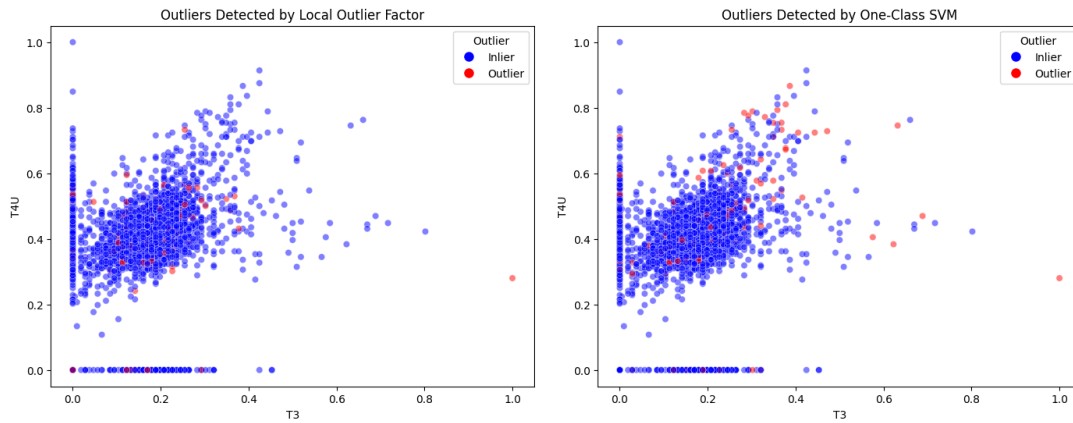 Outliers Detected by Local Outlier Factor
Outlier
Inlier
Outlier
1.0
0.8
0.6
0.4
0.2
0.0
T4U
0.0 0.2 0.4 0.6 0.8 1.0
T3
Outliers Detected by One-Class SVM
Outlier
Inlier
Outlier
1.0
0.8
0.6
0.4
0.2
0.0
T4U
0.0 0.2 0.4 0.6 0.8 1.0
T3